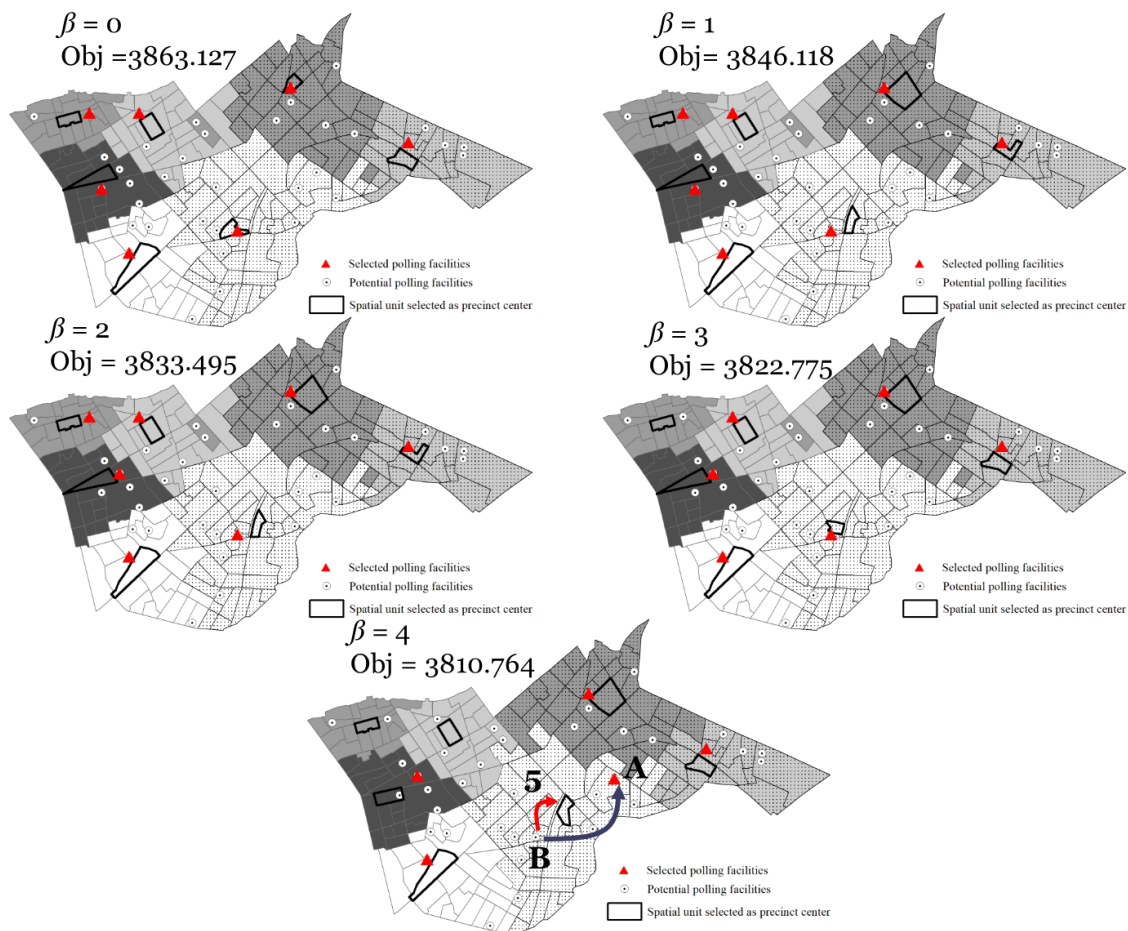 β = 0
Obj =3863.127
Selected polling facilities
Potential polling facilities
Spatial unit selected as precinct center
β = 1
Obj= 3846.118
Selected polling facilities
Potential polling facilities
Spatial unit selected as precinct center
β = 2
Obj = 3833.495
Selected polling facilities
Potential polling facilities
Spatial unit selected as precinct center
β = 3
Obj = 3822.775
Selected polling facilities
Potential polling facilities
Spatial unit selected as precinct center
β = 4
Obj = 3810.764
A
5
B
Selected polling facilities
Potential polling facilities
Spatial unit selected as precinct center